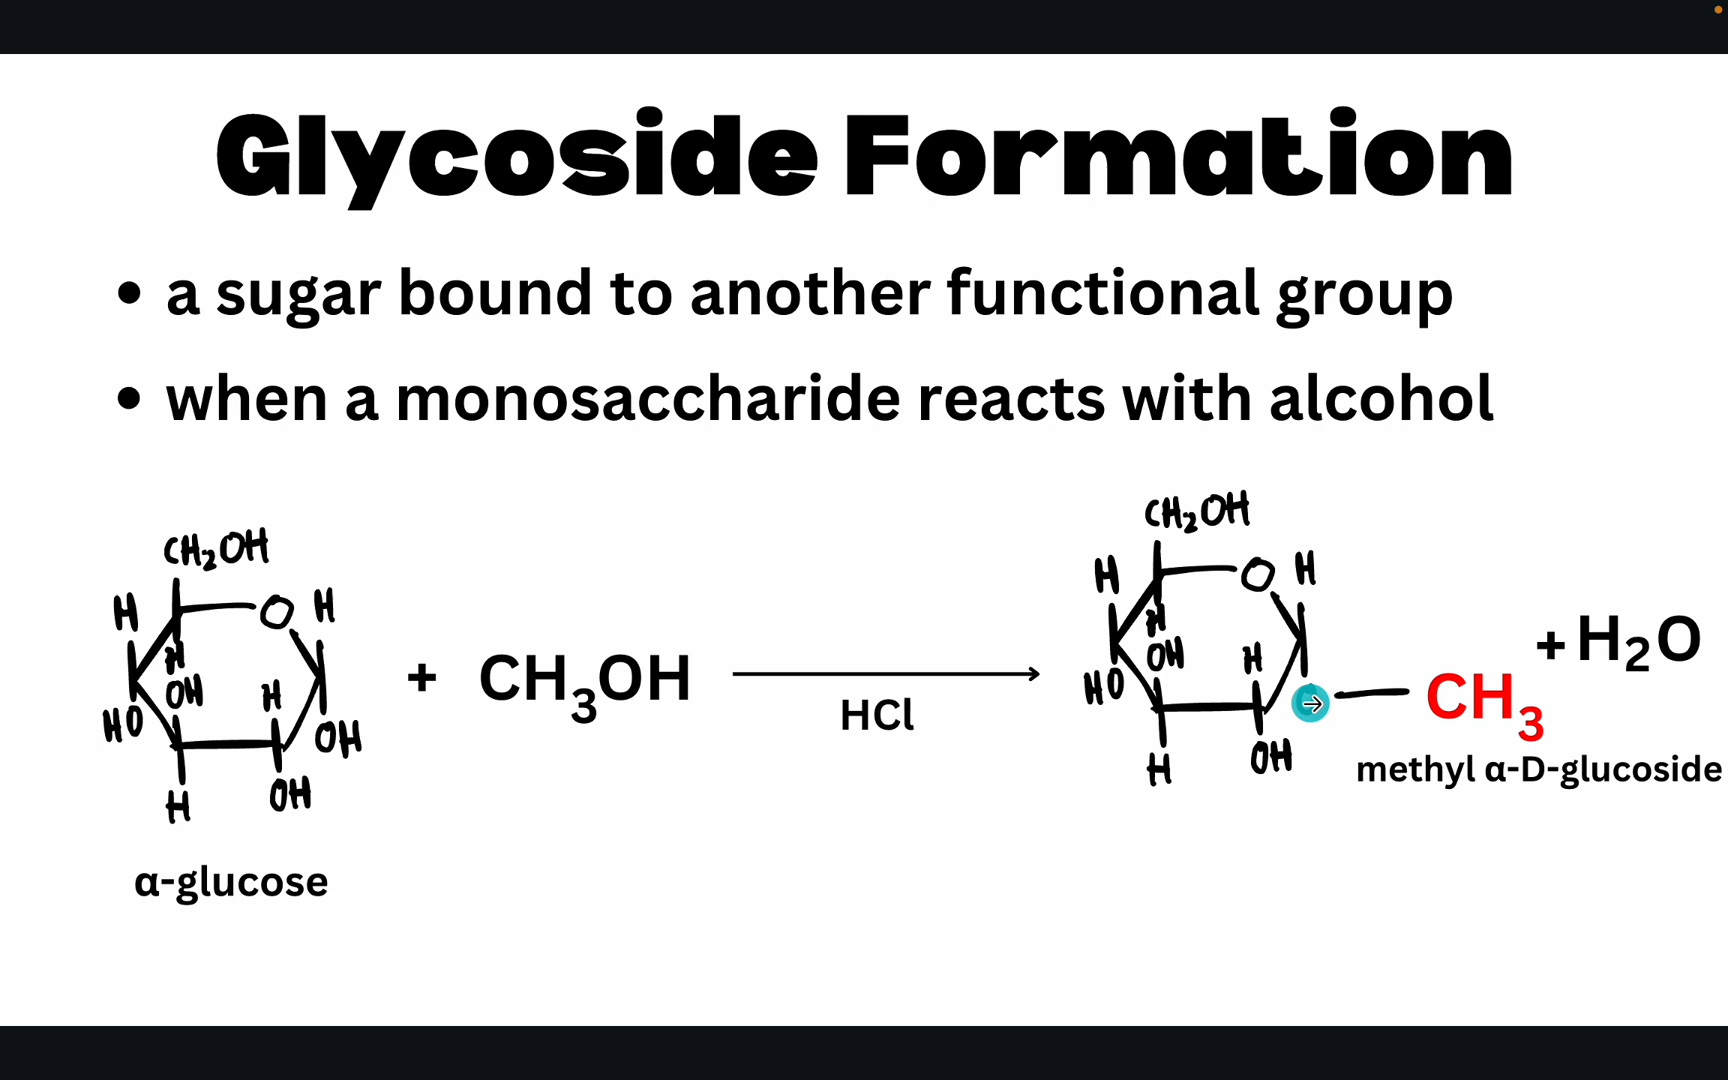 Glycoside Formation
• a sugar bound to another functional group
• when a monosaccharide reacts with alcohol
CH₂OH
H
O
H
H
OH
H
HO
OH
H
OH
α-glucose
+ CH₃OH
HCl
CH₂OH
H
O
H
H
OH
H
HO
H
OH
CH₃
+ H₂O
methyl α-D-glucoside